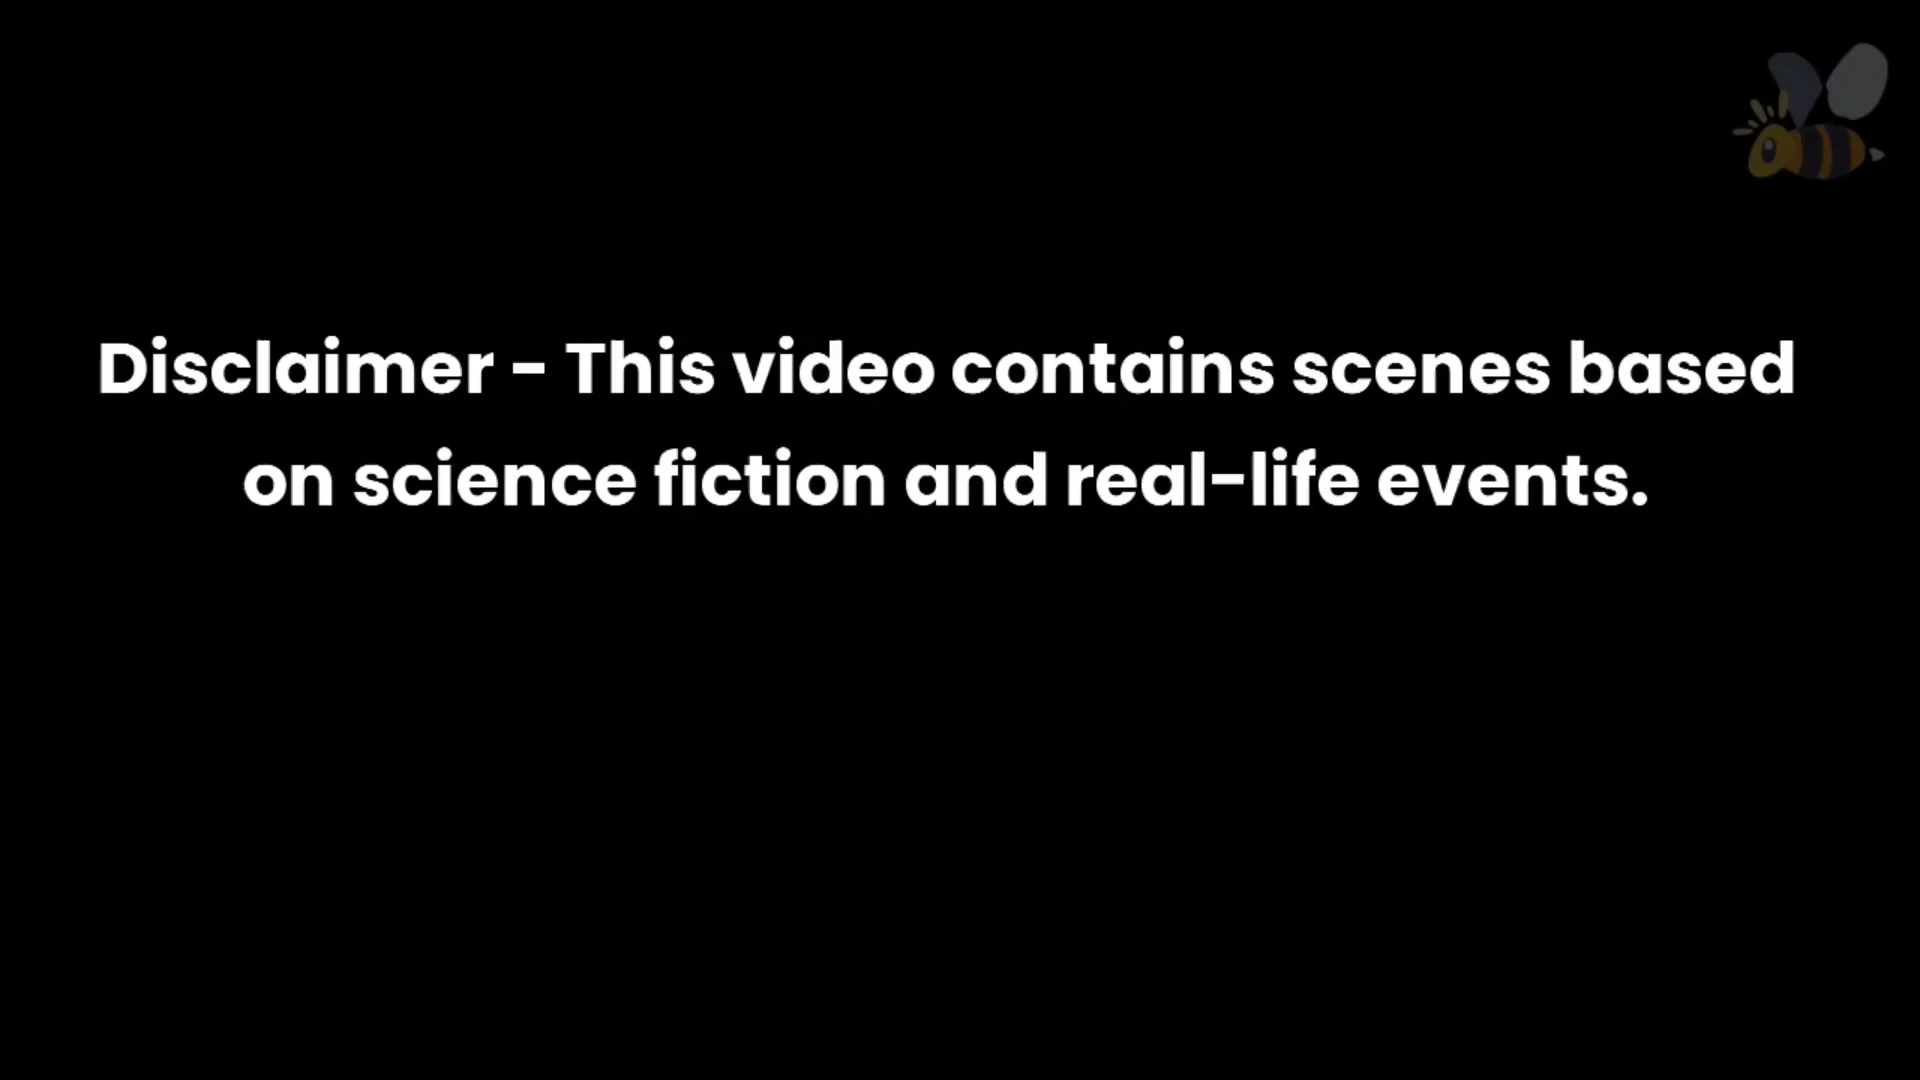 Disclaimer - This video contains scenes based
on science fiction and real-life events.